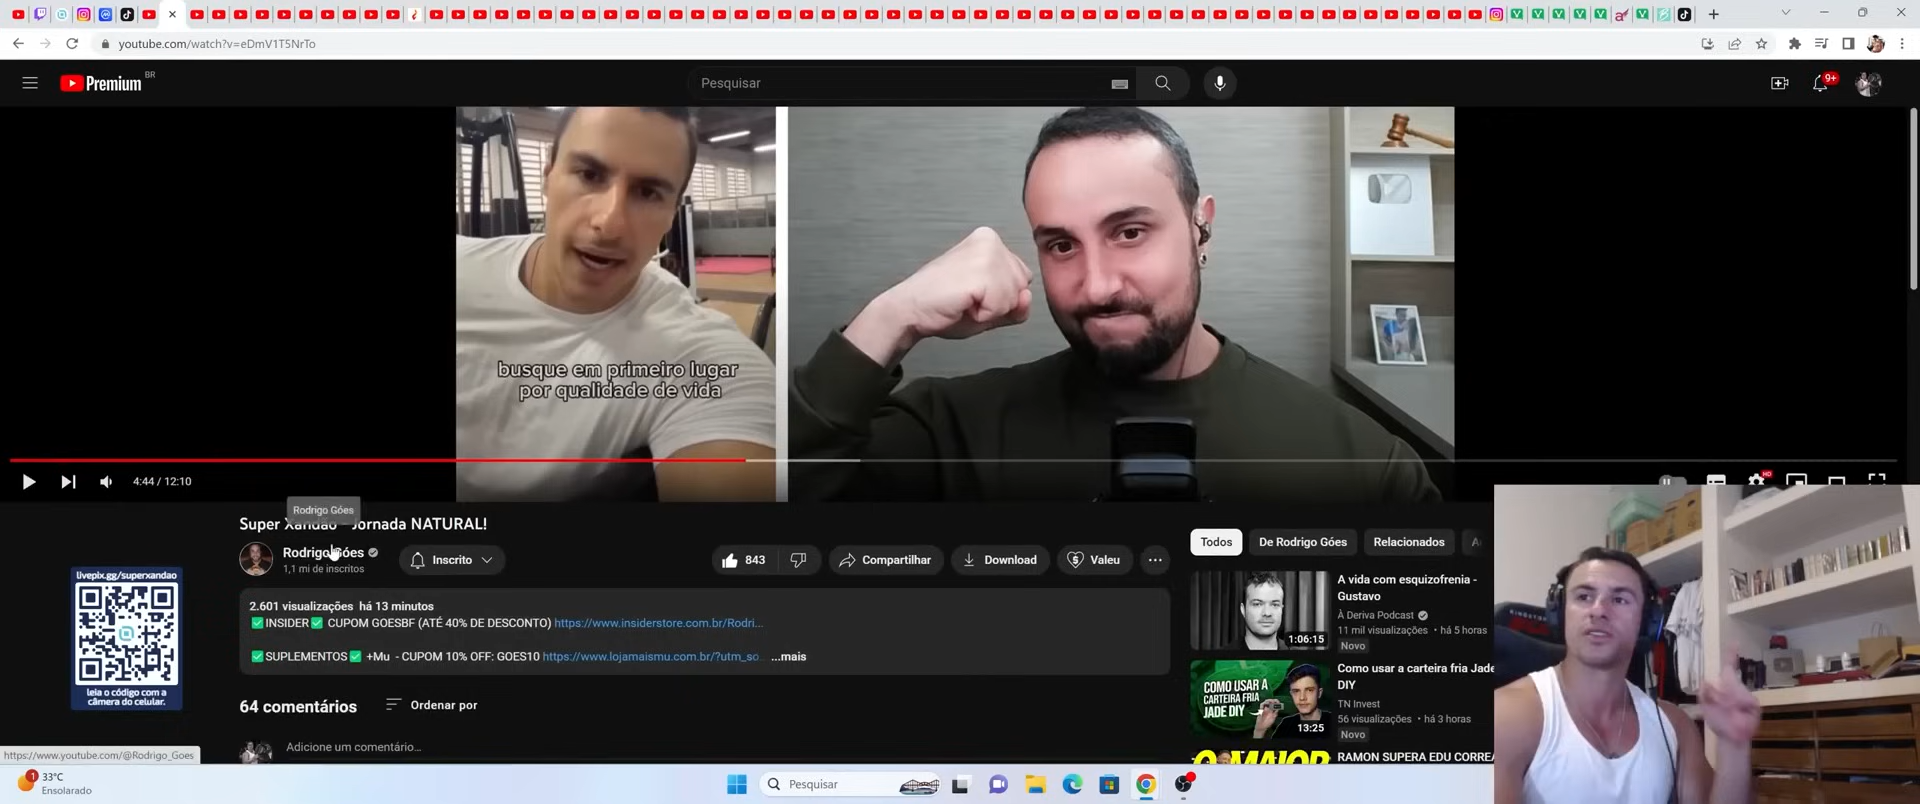 youtube.com/watch?v=eDmV1T5NrTo
Premium
BR
Pesquisar
9+
busque em primeiro lugar
por qualidade de vida
4:44 / 12:10
HD
Rodrigo Góes
Super Xandão - Jornada NATURAL!
Rodrigo Góes
1,1 mi de inscritos
Inscrito
843
Compartilhar
Download
Valeu
2.601 visualizações há 13 minutos
INSIDER CUPOM GOESBF (ATÉ 40% DE DESCONTO) https://www.insiderstore.com.br/Rodri...
SUPLEMENTOS +Mu - CUPOM 10% OFF: GOES10 https://www.lojamaismu.com.br/?utm_so... ...mais
64 comentários
Ordenar por
Adicione um comentário...
livepix.gg/superxandao
leia o código com a
câmera do celular.
Todos
De Rodrigo Góes
Relacionados
A vida com esquizofrenia -
Gustavo
À Deriva Podcast
11 mil visualizações • há 5 horas
Novo
1:06:15
COMO USAR A
CARTEIRA FRIA
JADE DIY
13:25
Como usar a carteira fria Jade
DIY
TN Invest
56 visualizações • há 3 horas
Novo
O MAIOR
RAMON SUPERA EDU CORREA
https://www.youtube.com/@Rodrigo_Goes
1
33°C
Ensolarado
Pesquisar